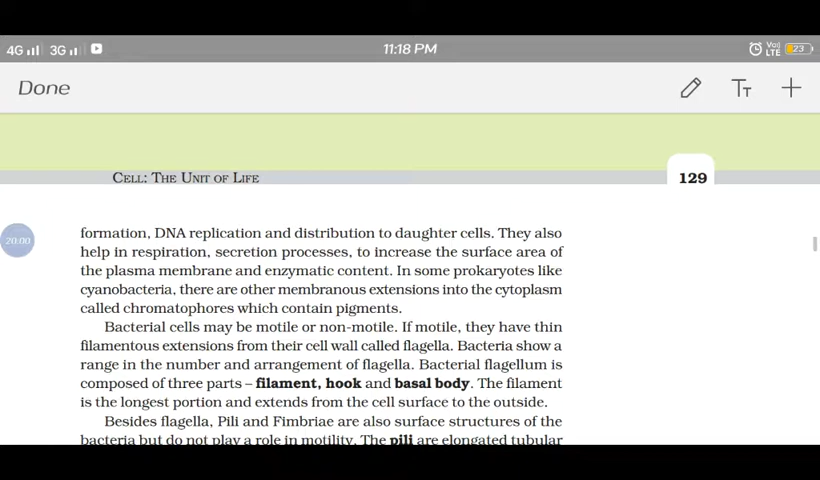 4G 3G 11:18 PM Vo) LTE 23
Done TT
CELL: THE UNIT OF LIFE 129
20:00
formation, DNA replication and distribution to daughter cells. They also
help in respiration, secretion processes, to increase the surface area of
the plasma membrane and enzymatic content. In some prokaryotes like
cyanobacteria, there are other membranous extensions into the cytoplasm
called chromatophores which contain pigments.
Bacterial cells may be motile or non-motile. If motile, they have thin
filamentous extensions from their cell wall called flagella. Bacteria show a
range in the number and arrangement of flagella. Bacterial flagellum is
composed of three parts – filament, hook and basal body. The filament
is the longest portion and extends from the cell surface to the outside.
Besides flagella, Pili and Fimbriae are also surface structures of the
bacteria but do not play a role in motility. The pili are elongated tubular